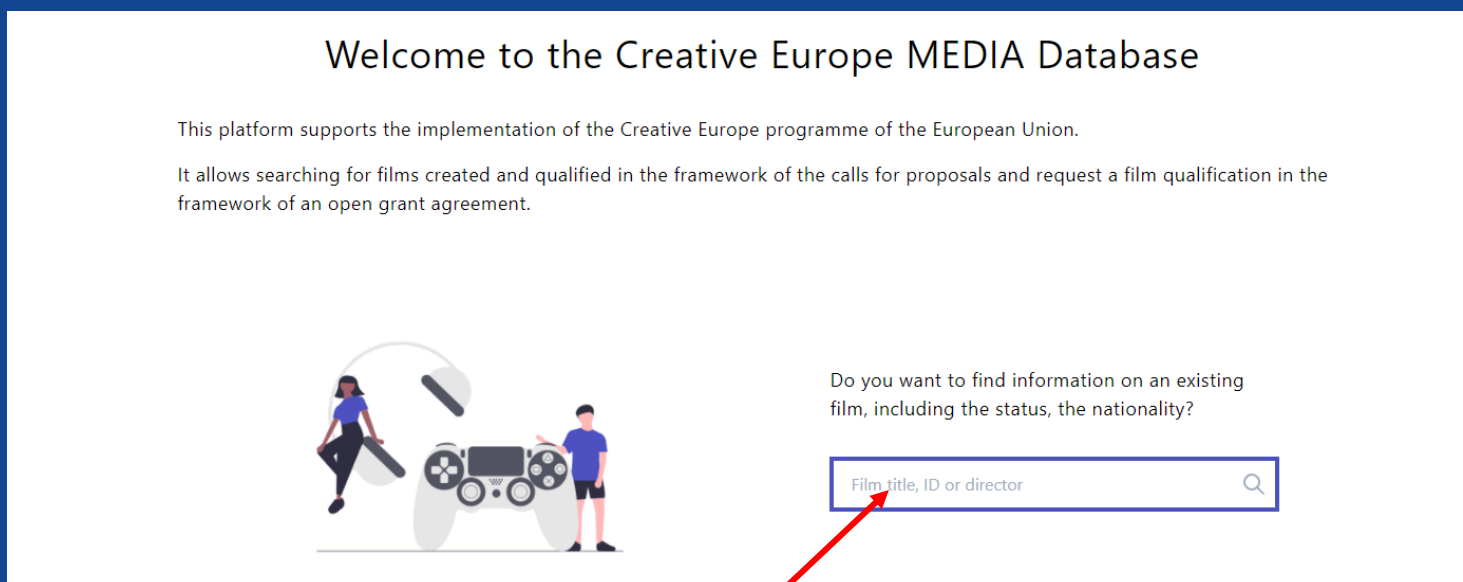 Welcome to the Creative Europe MEDIA Database
This platform supports the implementation of the Creative Europe programme of the European Union.
It allows searching for films created and qualified in the framework of the calls for proposals and request a film qualification in the
framework of an open grant agreement.
Do you want to find information on an existing
film, including the status, the nationality?
Film title, ID or director